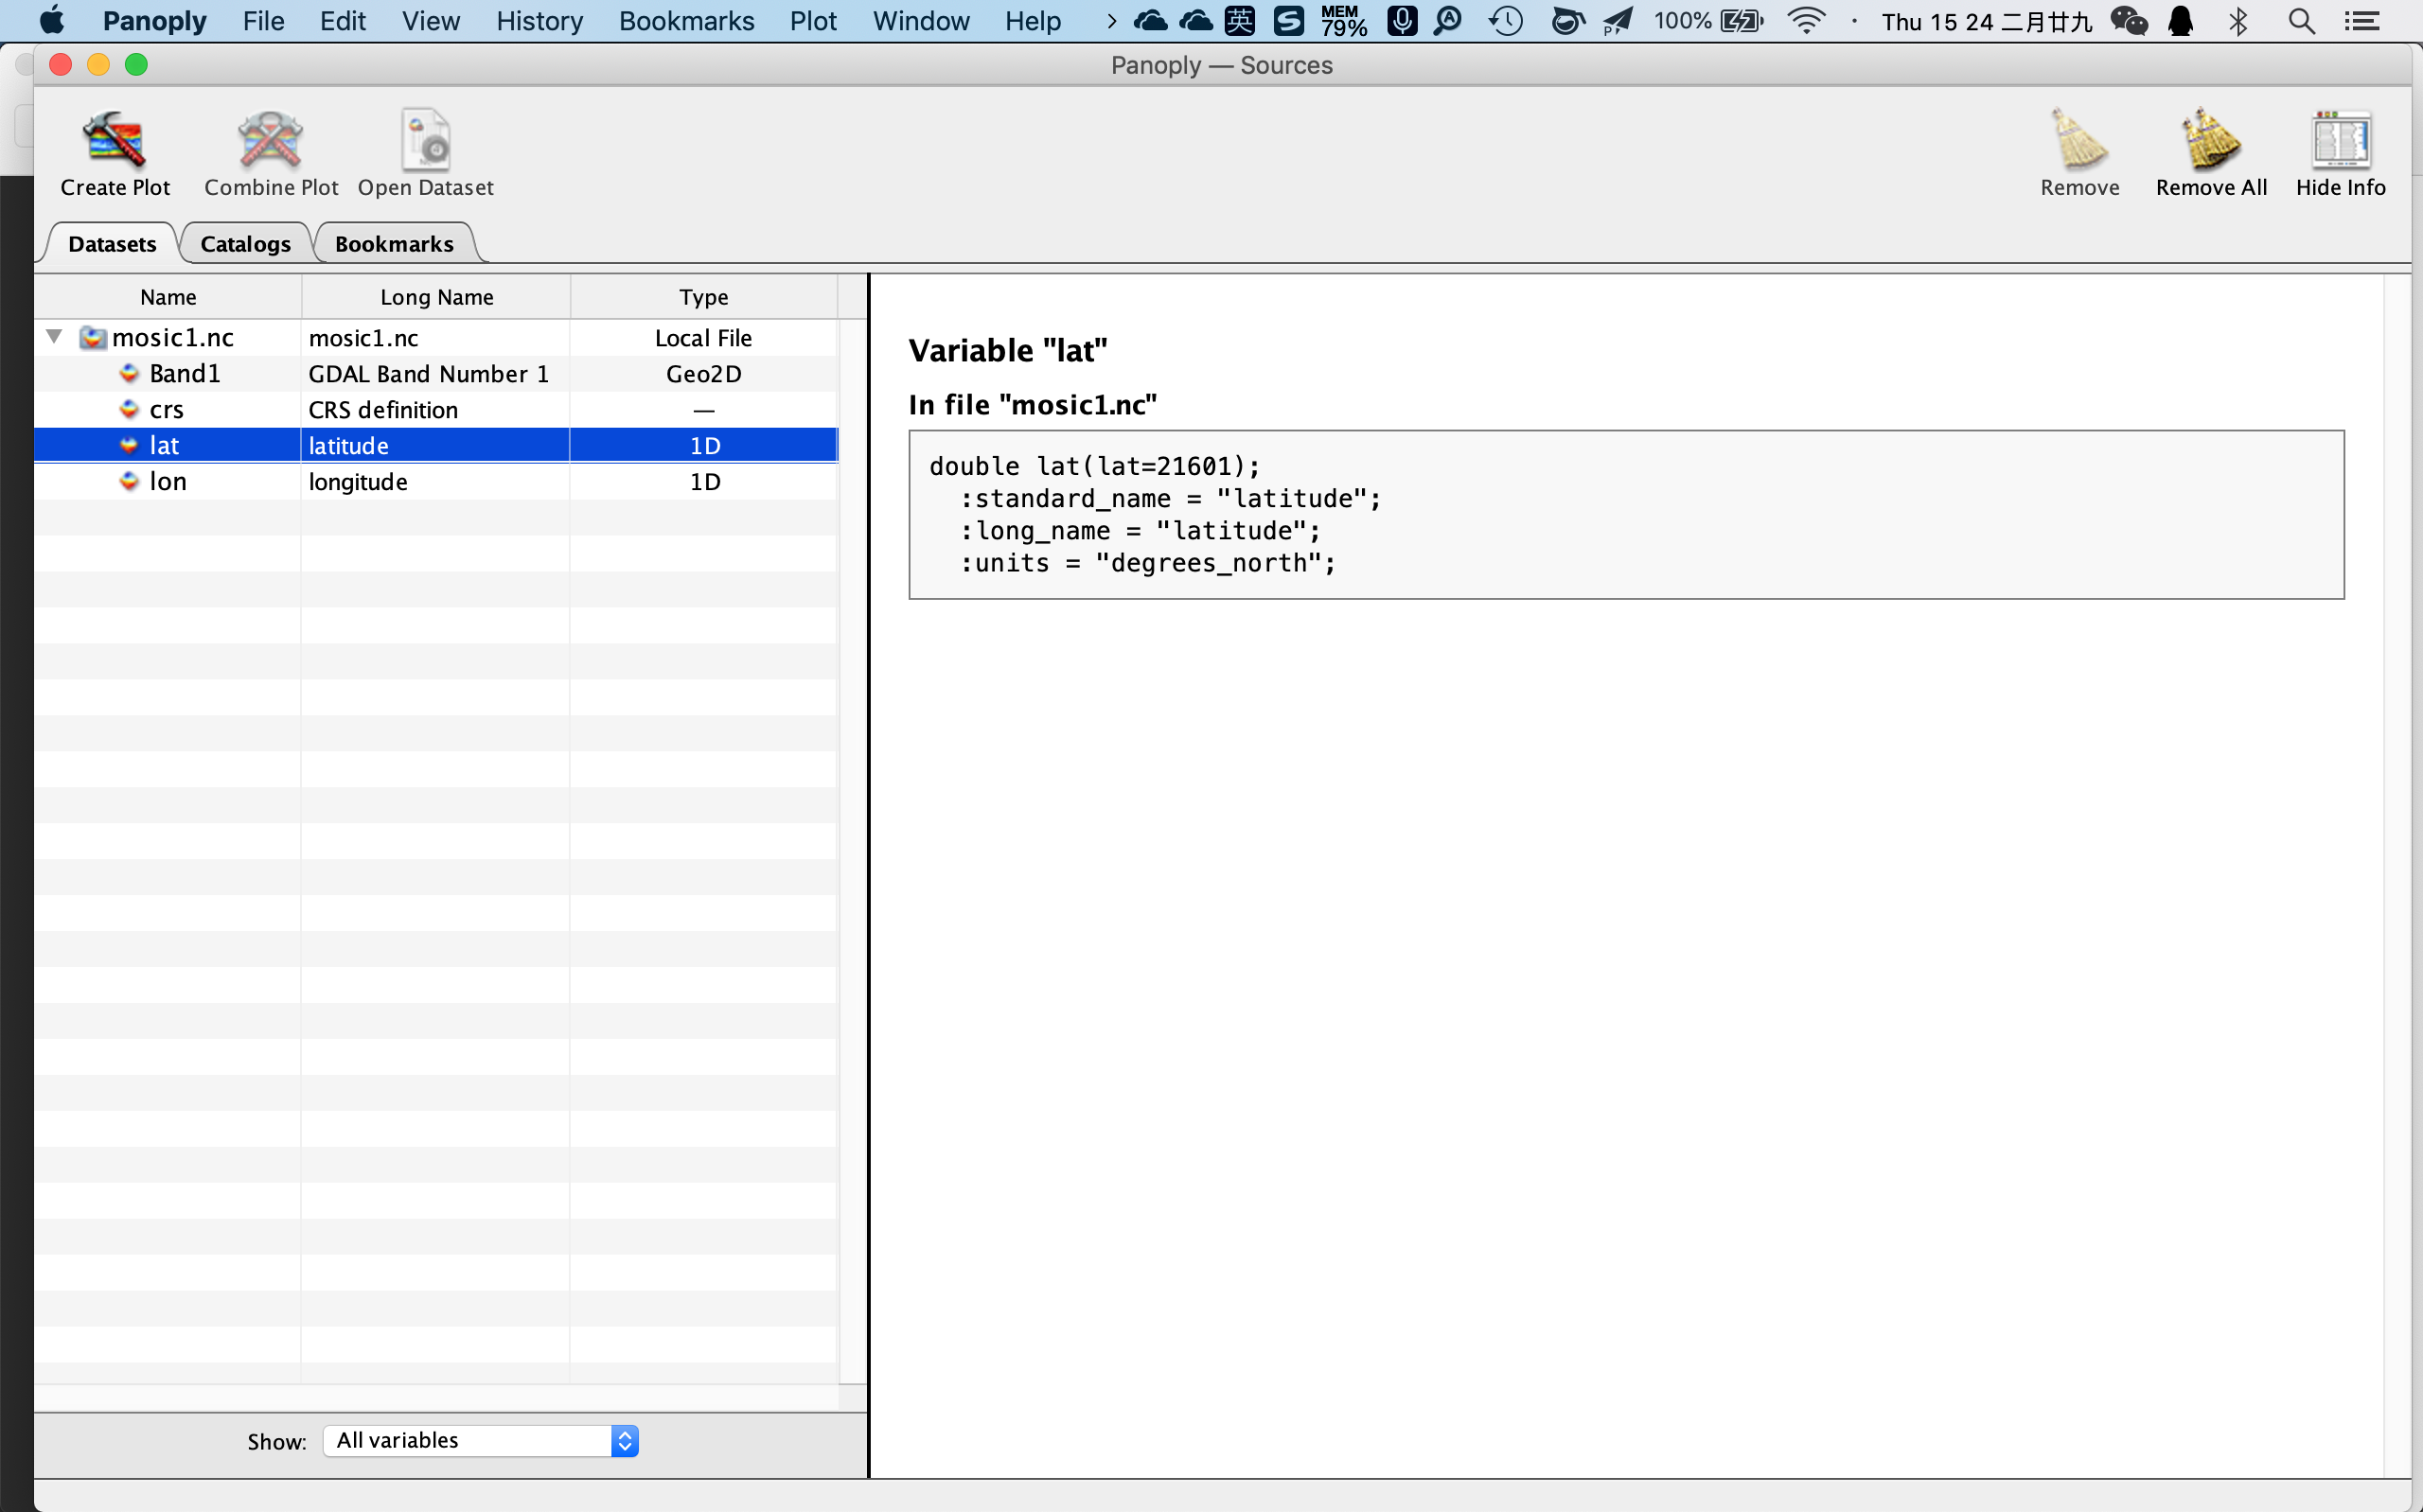 Panoply File Edit View History Bookmarks Plot Window Help 英 S MEM 79% 100% Thu 15 24 二月廿九
Panoply — Sources
Create Plot Combine Plot Open Dataset Remove Remove All Hide Info
Datasets Catalogs Bookmarks
Name Long Name Type
mosic1.nc mosic1.nc Local File
Band1 GDAL Band Number 1 Geo2D
crs CRS definition —
lat latitude 1D
lon longitude 1D
Variable "lat"
In file "mosic1.nc"
double lat(lat=21601);
:standard_name = "latitude";
:long_name = "latitude";
:units = "degrees_north";
Show: All variables